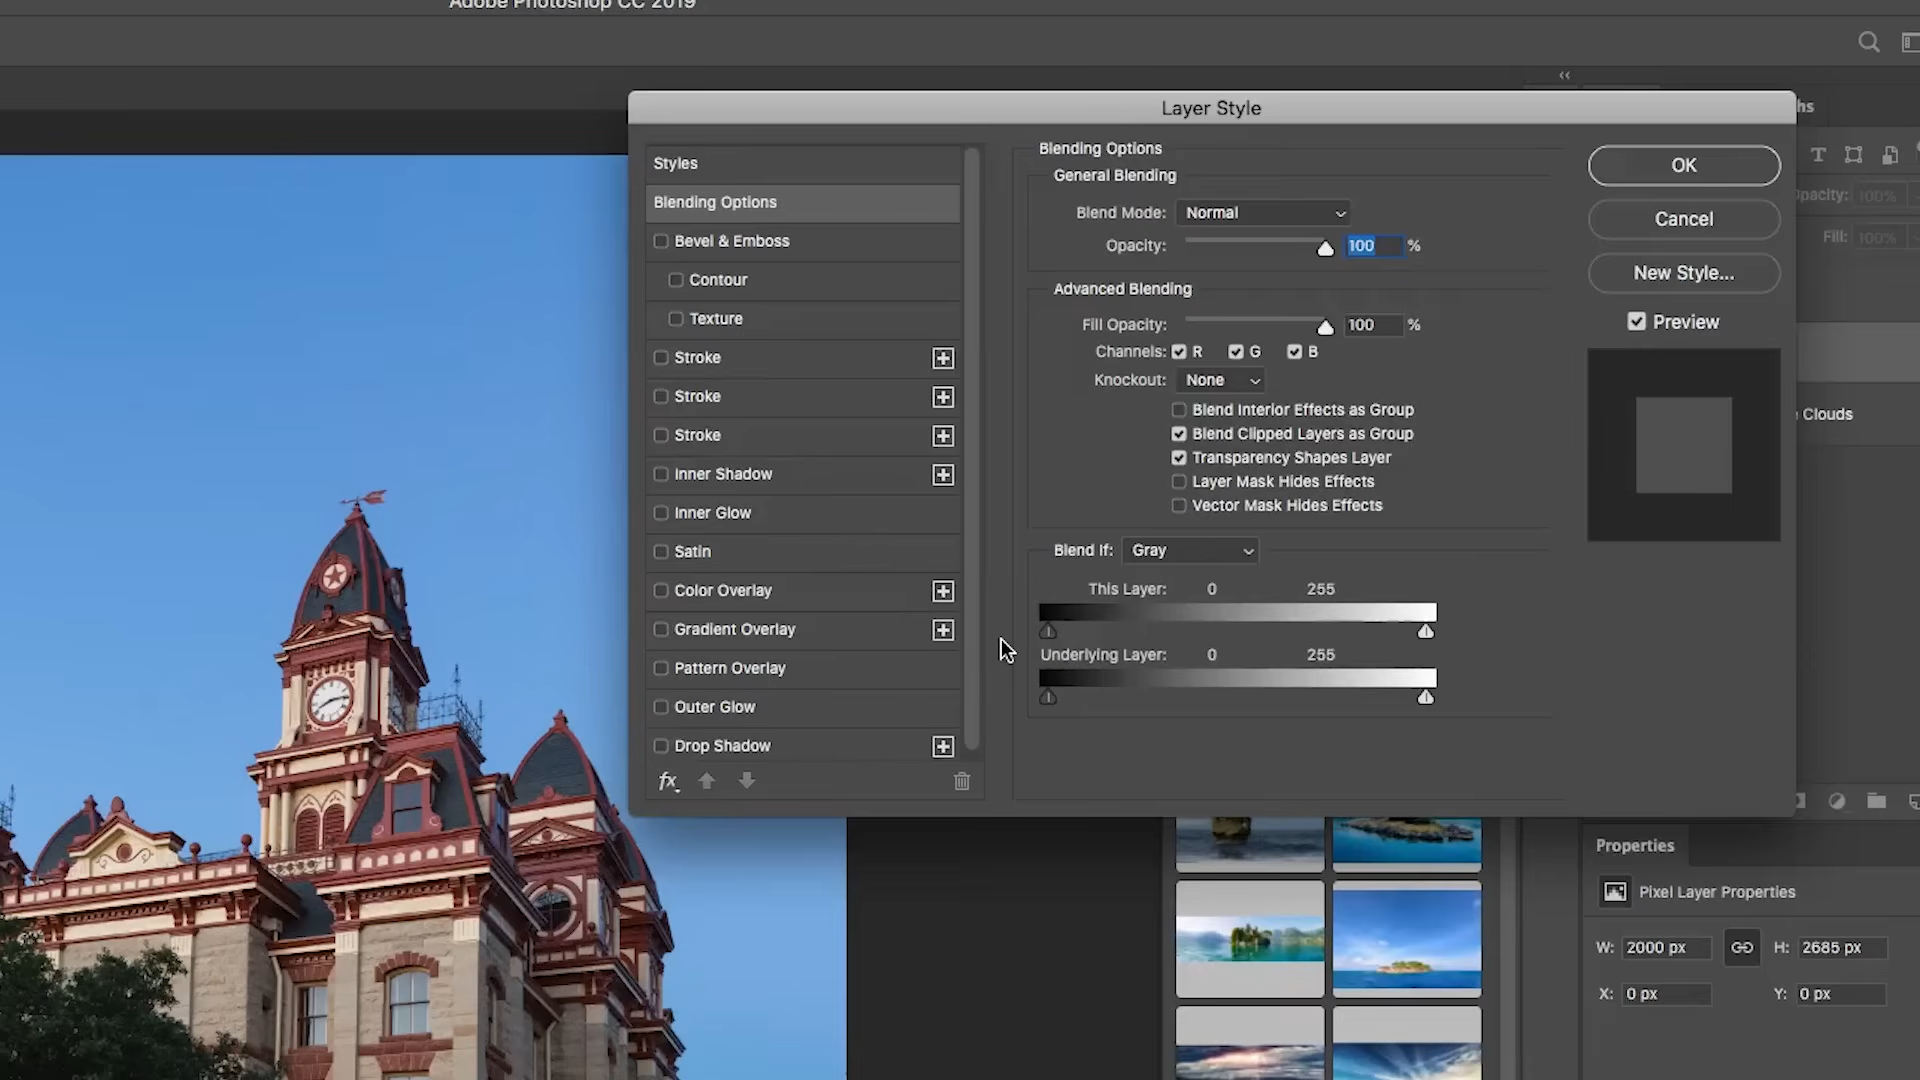 Adobe Photoshop CC 2019
Layer Style
Styles
Blending Options
Bevel & Emboss
Contour
Texture
Stroke
Stroke
Stroke
Inner Shadow
Inner Glow
Satin
Color Overlay
Gradient Overlay
Pattern Overlay
Outer Glow
Drop Shadow
fx
Blending Options
General Blending
Blend Mode: Normal
Opacity: 100 %
Advanced Blending
Fill Opacity: 100 %
Channels: R G B
Knockout: None
Blend Interior Effects as Group
Blend Clipped Layers as Group
Transparency Shapes Layer
Layer Mask Hides Effects
Vector Mask Hides Effects
Blend If: Gray
This Layer: 0 255
Underlying Layer: 0 255
OK
Cancel
New Style...
Preview
hs
Opacity: 100%
Fill: 100%
Clouds
Properties
Pixel Layer Properties
W: 2000 px H: 2685 px
X: 0 px Y: 0 px